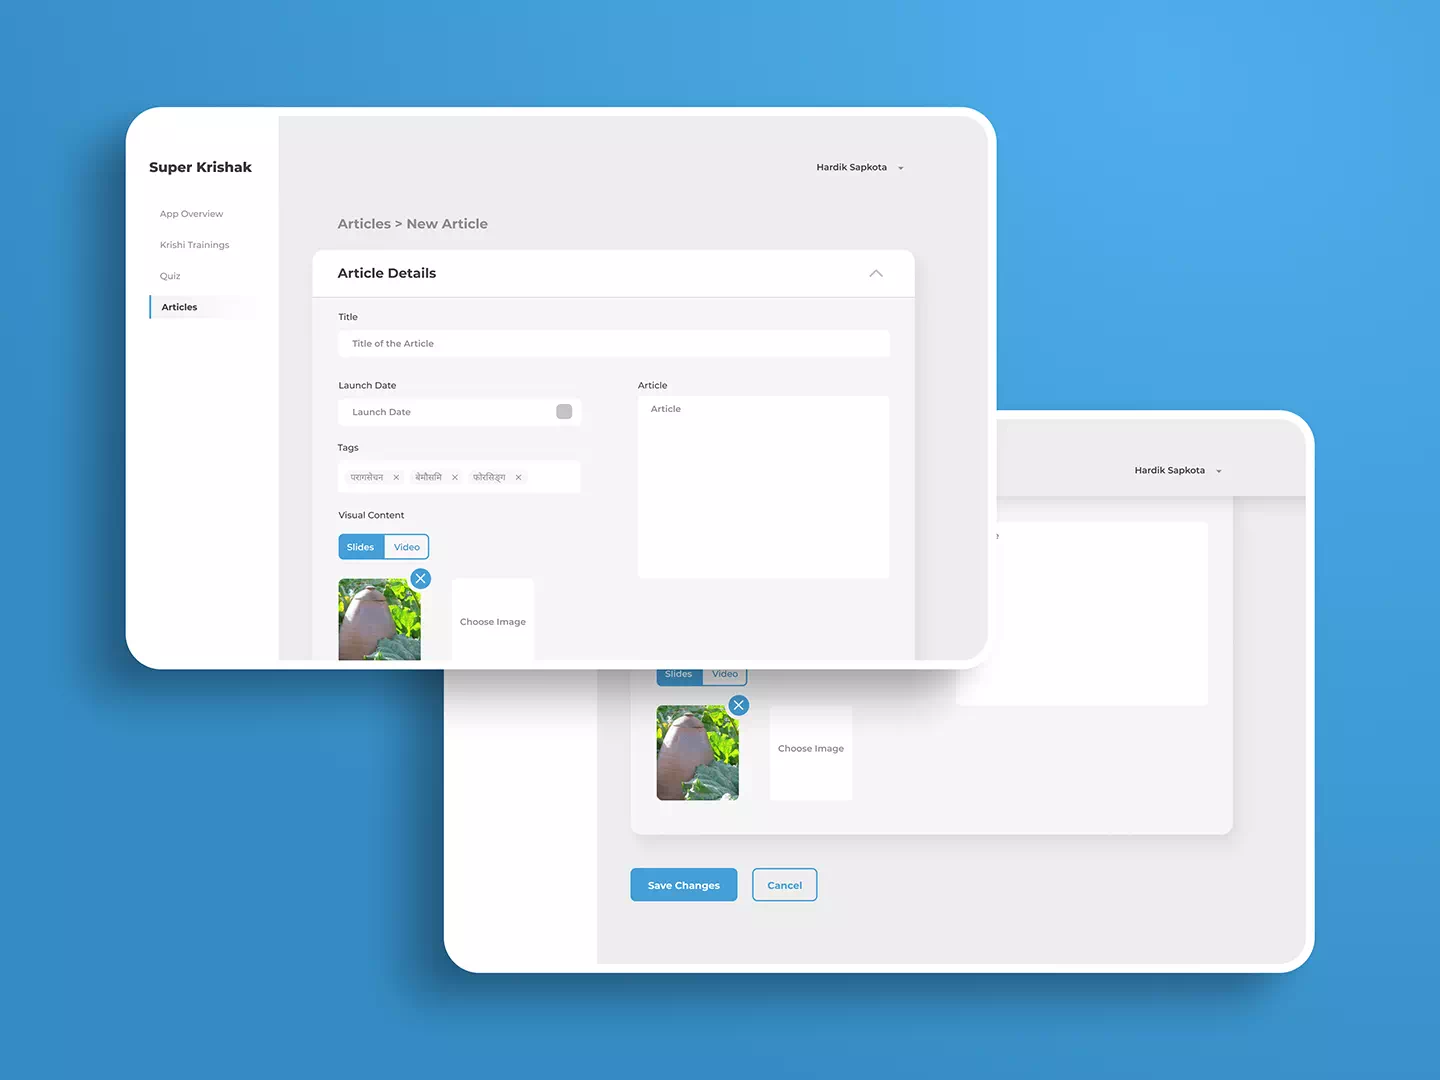 Super Krishak
App Overview
Krishi Trainings
Quiz
Articles
Hardik Sapkota
Articles > New Article
Article Details
Title
Title of the Article
Launch Date
Launch Date
Tags
परागसेचन
बेमौसमि
फोरसिङ्ग
Visual Content
Slides Video
Choose Image
Article
Article
Hardik Sapkota
e
Slides Video
Choose Image
Save Changes Cancel